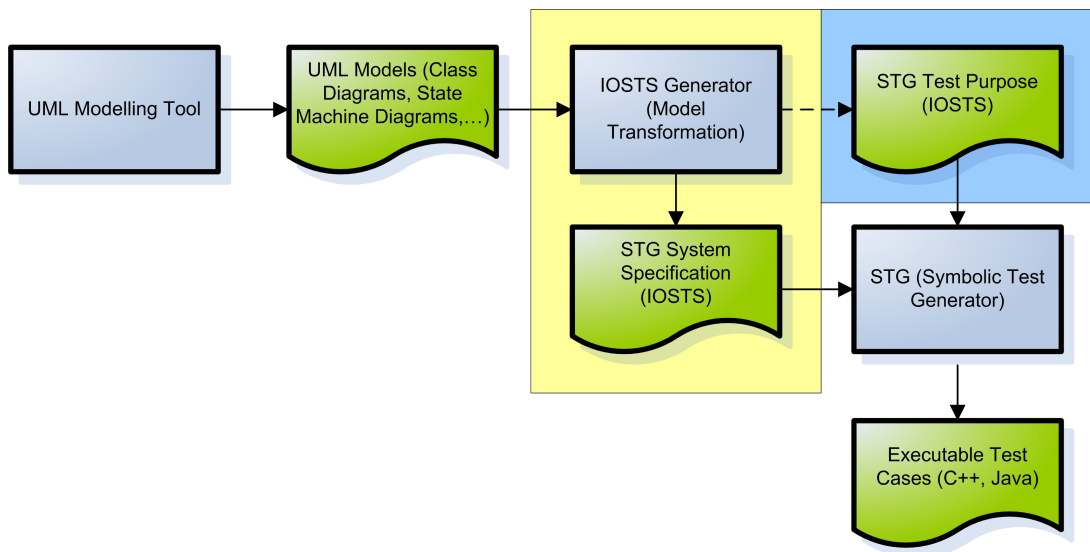 UML Modelling Tool
UML Models (Class
Diagrams, State
Machine Diagrams,…)
IOSTS Generator
(Model
Transformation)
STG Test Purpose
(IOSTS)
STG System
Specification
(IOSTS)
STG (Symbolic Test
Generator)
Executable Test
Cases (C++, Java)